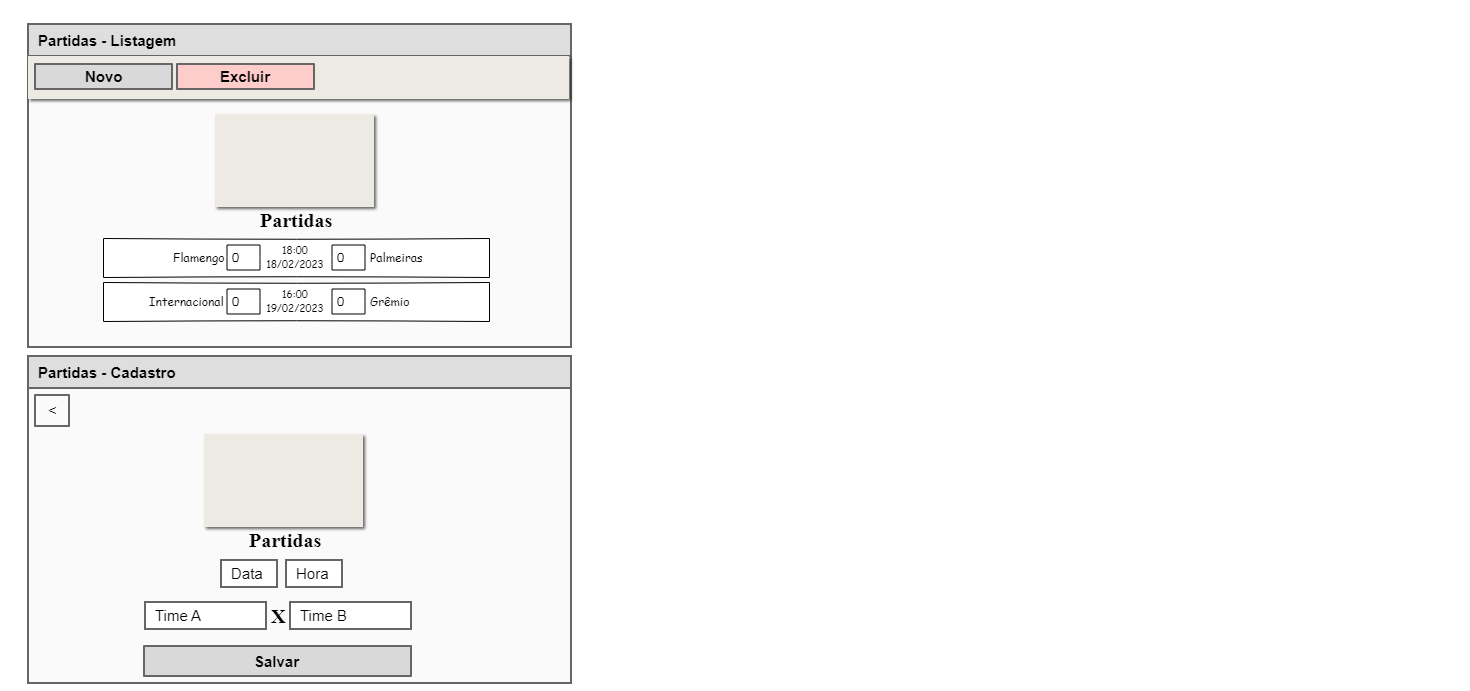 Partidas - Listagem
Novo Excluir
Partidas
Flamengo 0 18:00 18/02/2023 0 Palmeiras
Internacional 0 16:00 19/02/2023 0 Grêmio
Partidas - Cadastro
<
Partidas
Data Hora
Time A X Time B
Salvar